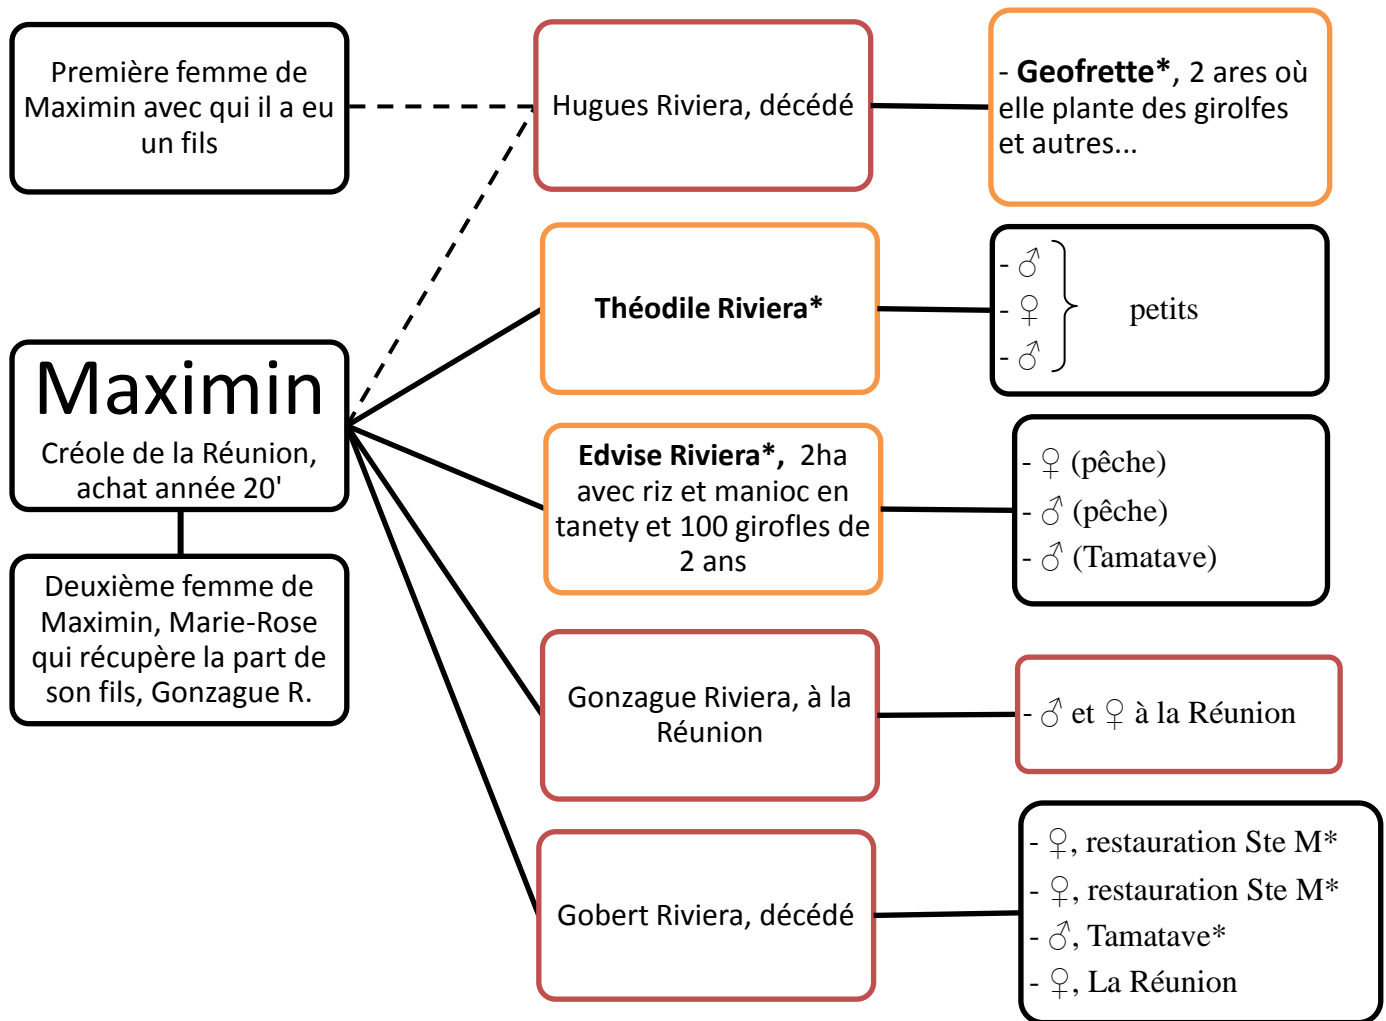 Première femme de
Maximin avec qui il a eu
un fils
Hugues Riviera, décédé
- Geofrette*, 2 ares où
elle plante des girolfes
et autres...
Théodile Riviera*
- ♂
- ♀
- ♂
petits
Maximin
Créole de la Réunion,
achat année 20'
Edvise Riviera*, 2ha
avec riz et manioc en
tanety et 100 girofles de
2 ans
- ♀ (pêche)
- ♂ (pêche)
- ♂ (Tamatave)
Deuxième femme de
Maximin, Marie-Rose
qui récupère la part de
son fils, Gonzague R.
Gonzague Riviera, à la
Réunion
- ♂ et ♀ à la Réunion
Gobert Riviera, décédé
- ♀, restauration Ste M*
- ♀, restauration Ste M*
- ♂, Tamatave*
- ♀, La Réunion